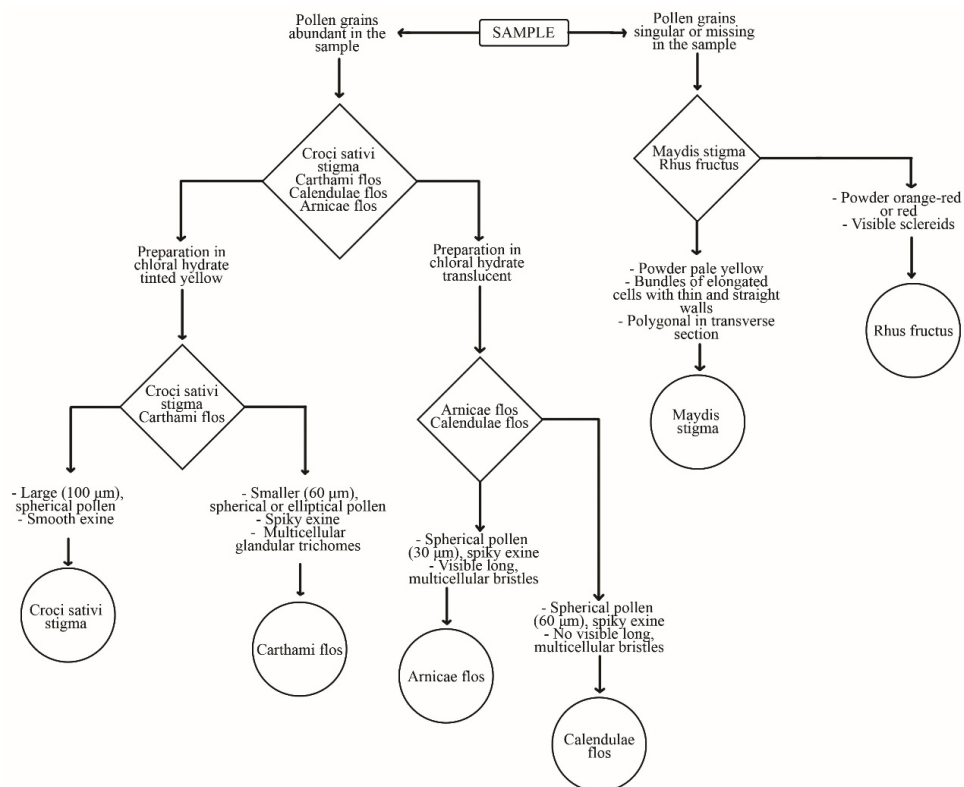 Pollen grains
abundant in the
sample
SAMPLE
Pollen grains
singular or missing
in the sample
Croci sativi
stigma
Carthami flos
Calendulae flos
Arnicae flos
Maydis stigma
Rhus fructus
- Powder orange-red
or red
- Visible sclereids
Preparation in
chloral hydrate
tinted yellow
Preparation in
chloral hydrate
translucent
- Powder pale yellow
- Bundles of elongated
cells with thin and straight
walls
- Polygonal in transverse
section
Rhus fructus
Croci sativi
stigma
Carthami flos
Arnicae flos
Calendulae flos
Maydis
stigma
- Large (100 μm),
spherical pollen
- Smooth exine
- Smaller (60 μm),
spherical or elliptical pollen
- Spiky exine
- Multicellular
glandular trichomes
- Spherical pollen
(30 μm), spiky exine
- Visible long,
multicellular bristles
- Spherical pollen
(60 μm), spiky exine
- No visible long,
multicellular bristles
Croci sativi
stigma
Carthami flos
Arnicae flos
Calendulae
flos